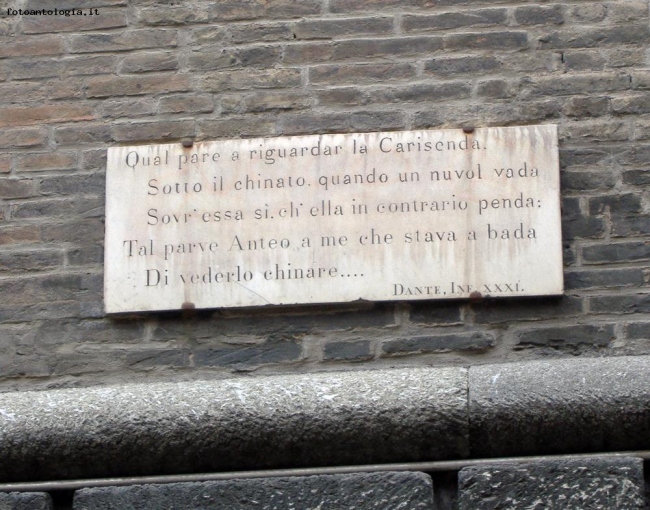 fotoantologia.it
Qual pare a riguardar la Carisenda.
Sotto il chinato. quando un nuvol vada
Sovr'essa sì. ch'ella in contrario penda:
Tal parve Anteo a me che stava a bada
Di vederlo chinare....
DANTE, INF. XXXI.